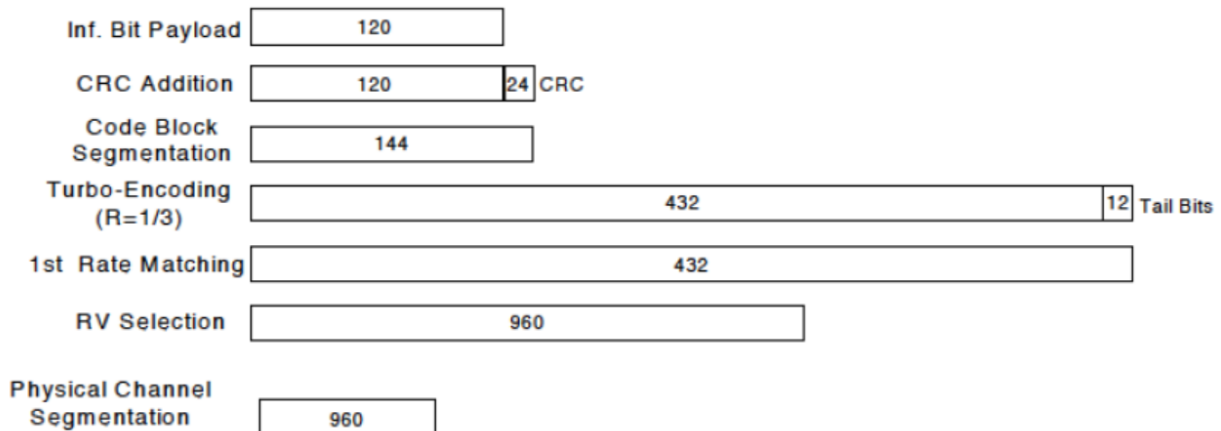 Inf. Bit Payload 120
CRC Addition 120 24 CRC
Code Block
Segmentation 144
Turbo-Encoding
(R=1/3) 432 12 Tail Bits
1st Rate Matching 432
RV Selection 960
Physical Channel
Segmentation 960